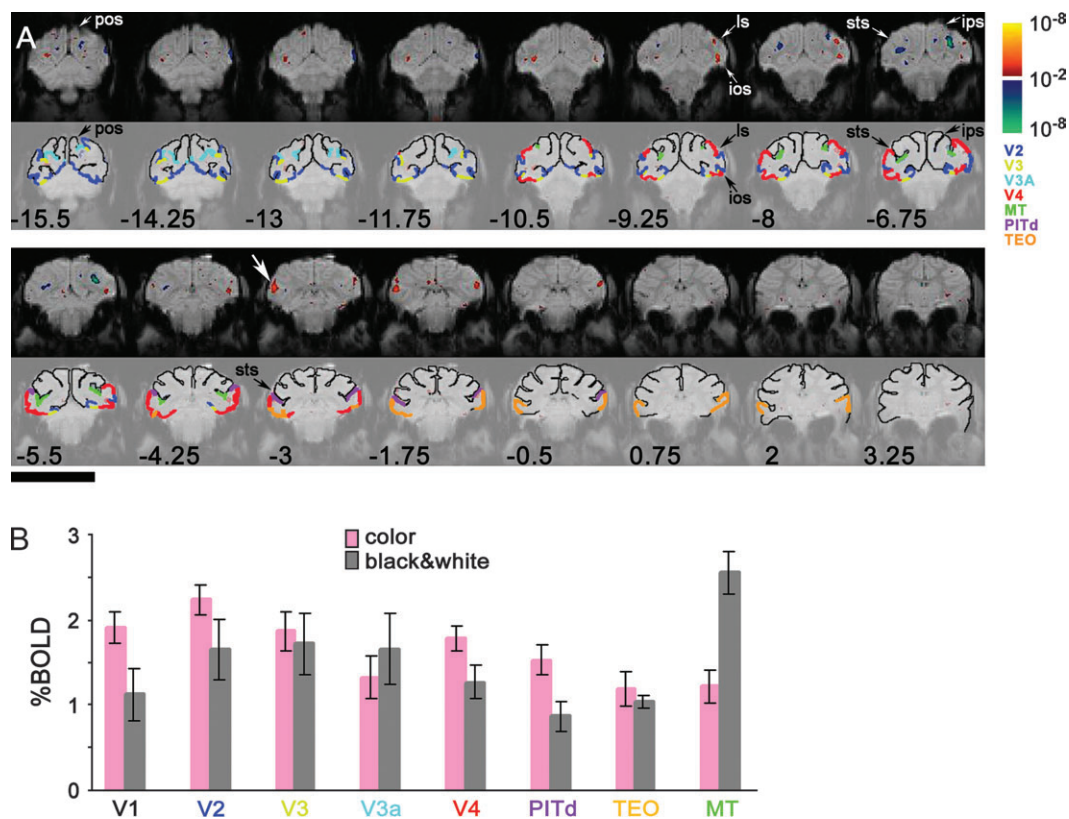 A
pos
ls
ios
sts
ips
10-8
10-2
10-8
pos
ls
ios
sts
ips
V2
V3
V3A
V4
MT
PITd
TEO
-15.5 -14.25 -13 -11.75 -10.5 -9.25 -8 -6.75
sts
-5.5 -4.25 -3 -1.75 -0.5 0.75 2 3.25
B
color
black&white
%BOLD
3
2
1
0
V1 V2 V3 V3a V4 PITd TEO MT